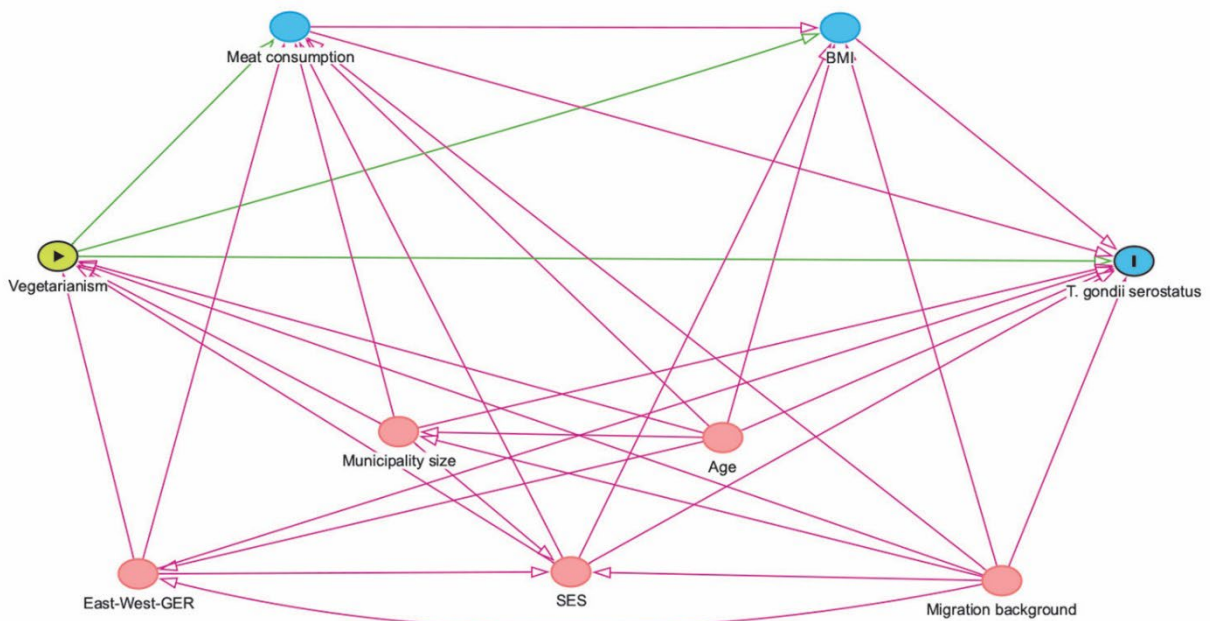 Meat consumption
BMI
Vegetarianism
T. gondii serostatus
Municipality size
Age
East-West-GER
SES
Migration background